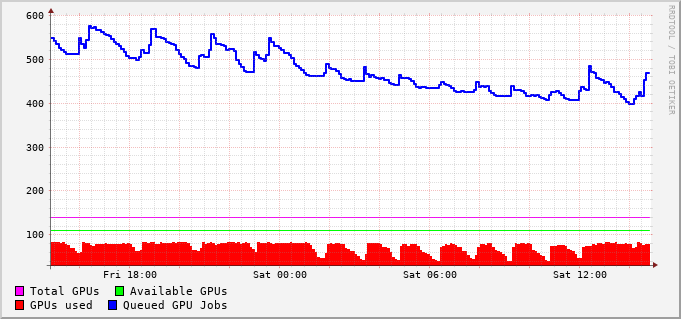 600
500
400
300
200
100
Fri 18:00 Sat 00:00 Sat 06:00 Sat 12:00
Total GPUs Available GPUs
GPUs used Queued GPU Jobs
RRDTOOL / TOBI OETIKER